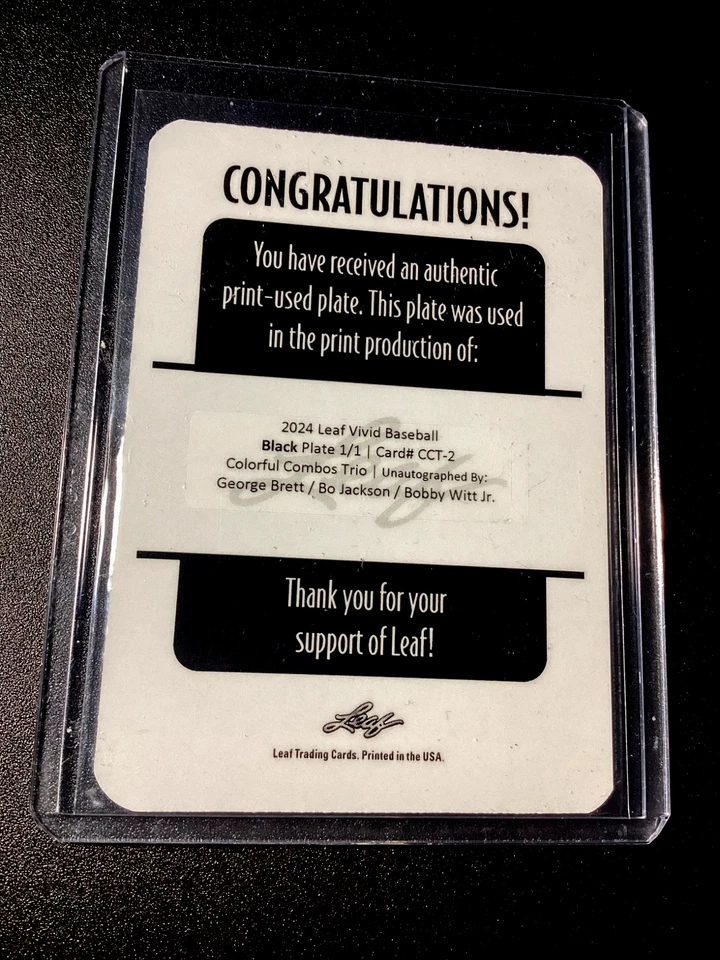 CONGRATULATIONS!
You have received an authentic
print-used plate. This plate was used
in the print production of:
2024 Leaf Vivid Baseball
Black Plate 1/1 | Card# CCT-2
Colorful Combos Trio | Unautographed By:
George Brett / Bo Jackson / Bobby Witt Jr.
Leaf
Thank you for your
support of Leaf!
Leaf
Leaf Trading Cards. Printed in the USA.